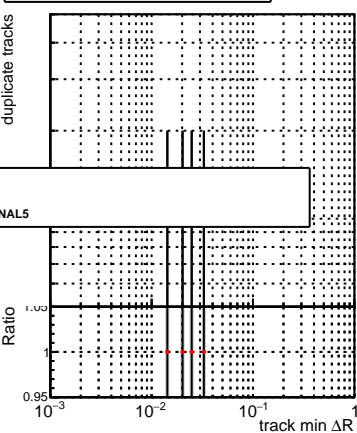 duplicate tracks
NAL5
1.05
Ratio
1
0.95
10⁻³ 10⁻² 10⁻¹ 1
track min ΔR